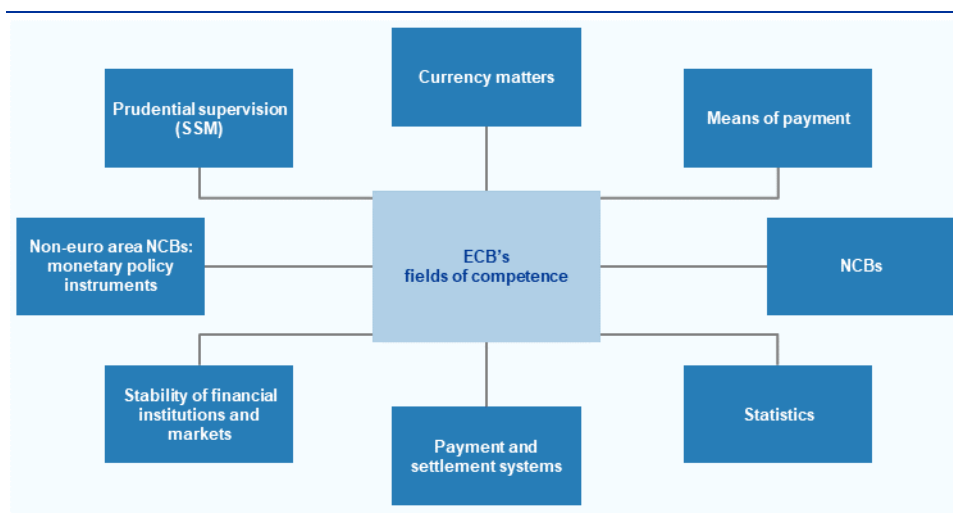 Currency matters
Prudential supervision
(SSM)
Means of payment
Non-euro area NCBs:
monetary policy
instruments
ECB's
fields of competence
NCBs
Stability of financial
institutions and
markets
Payment and
settlement systems
Statistics